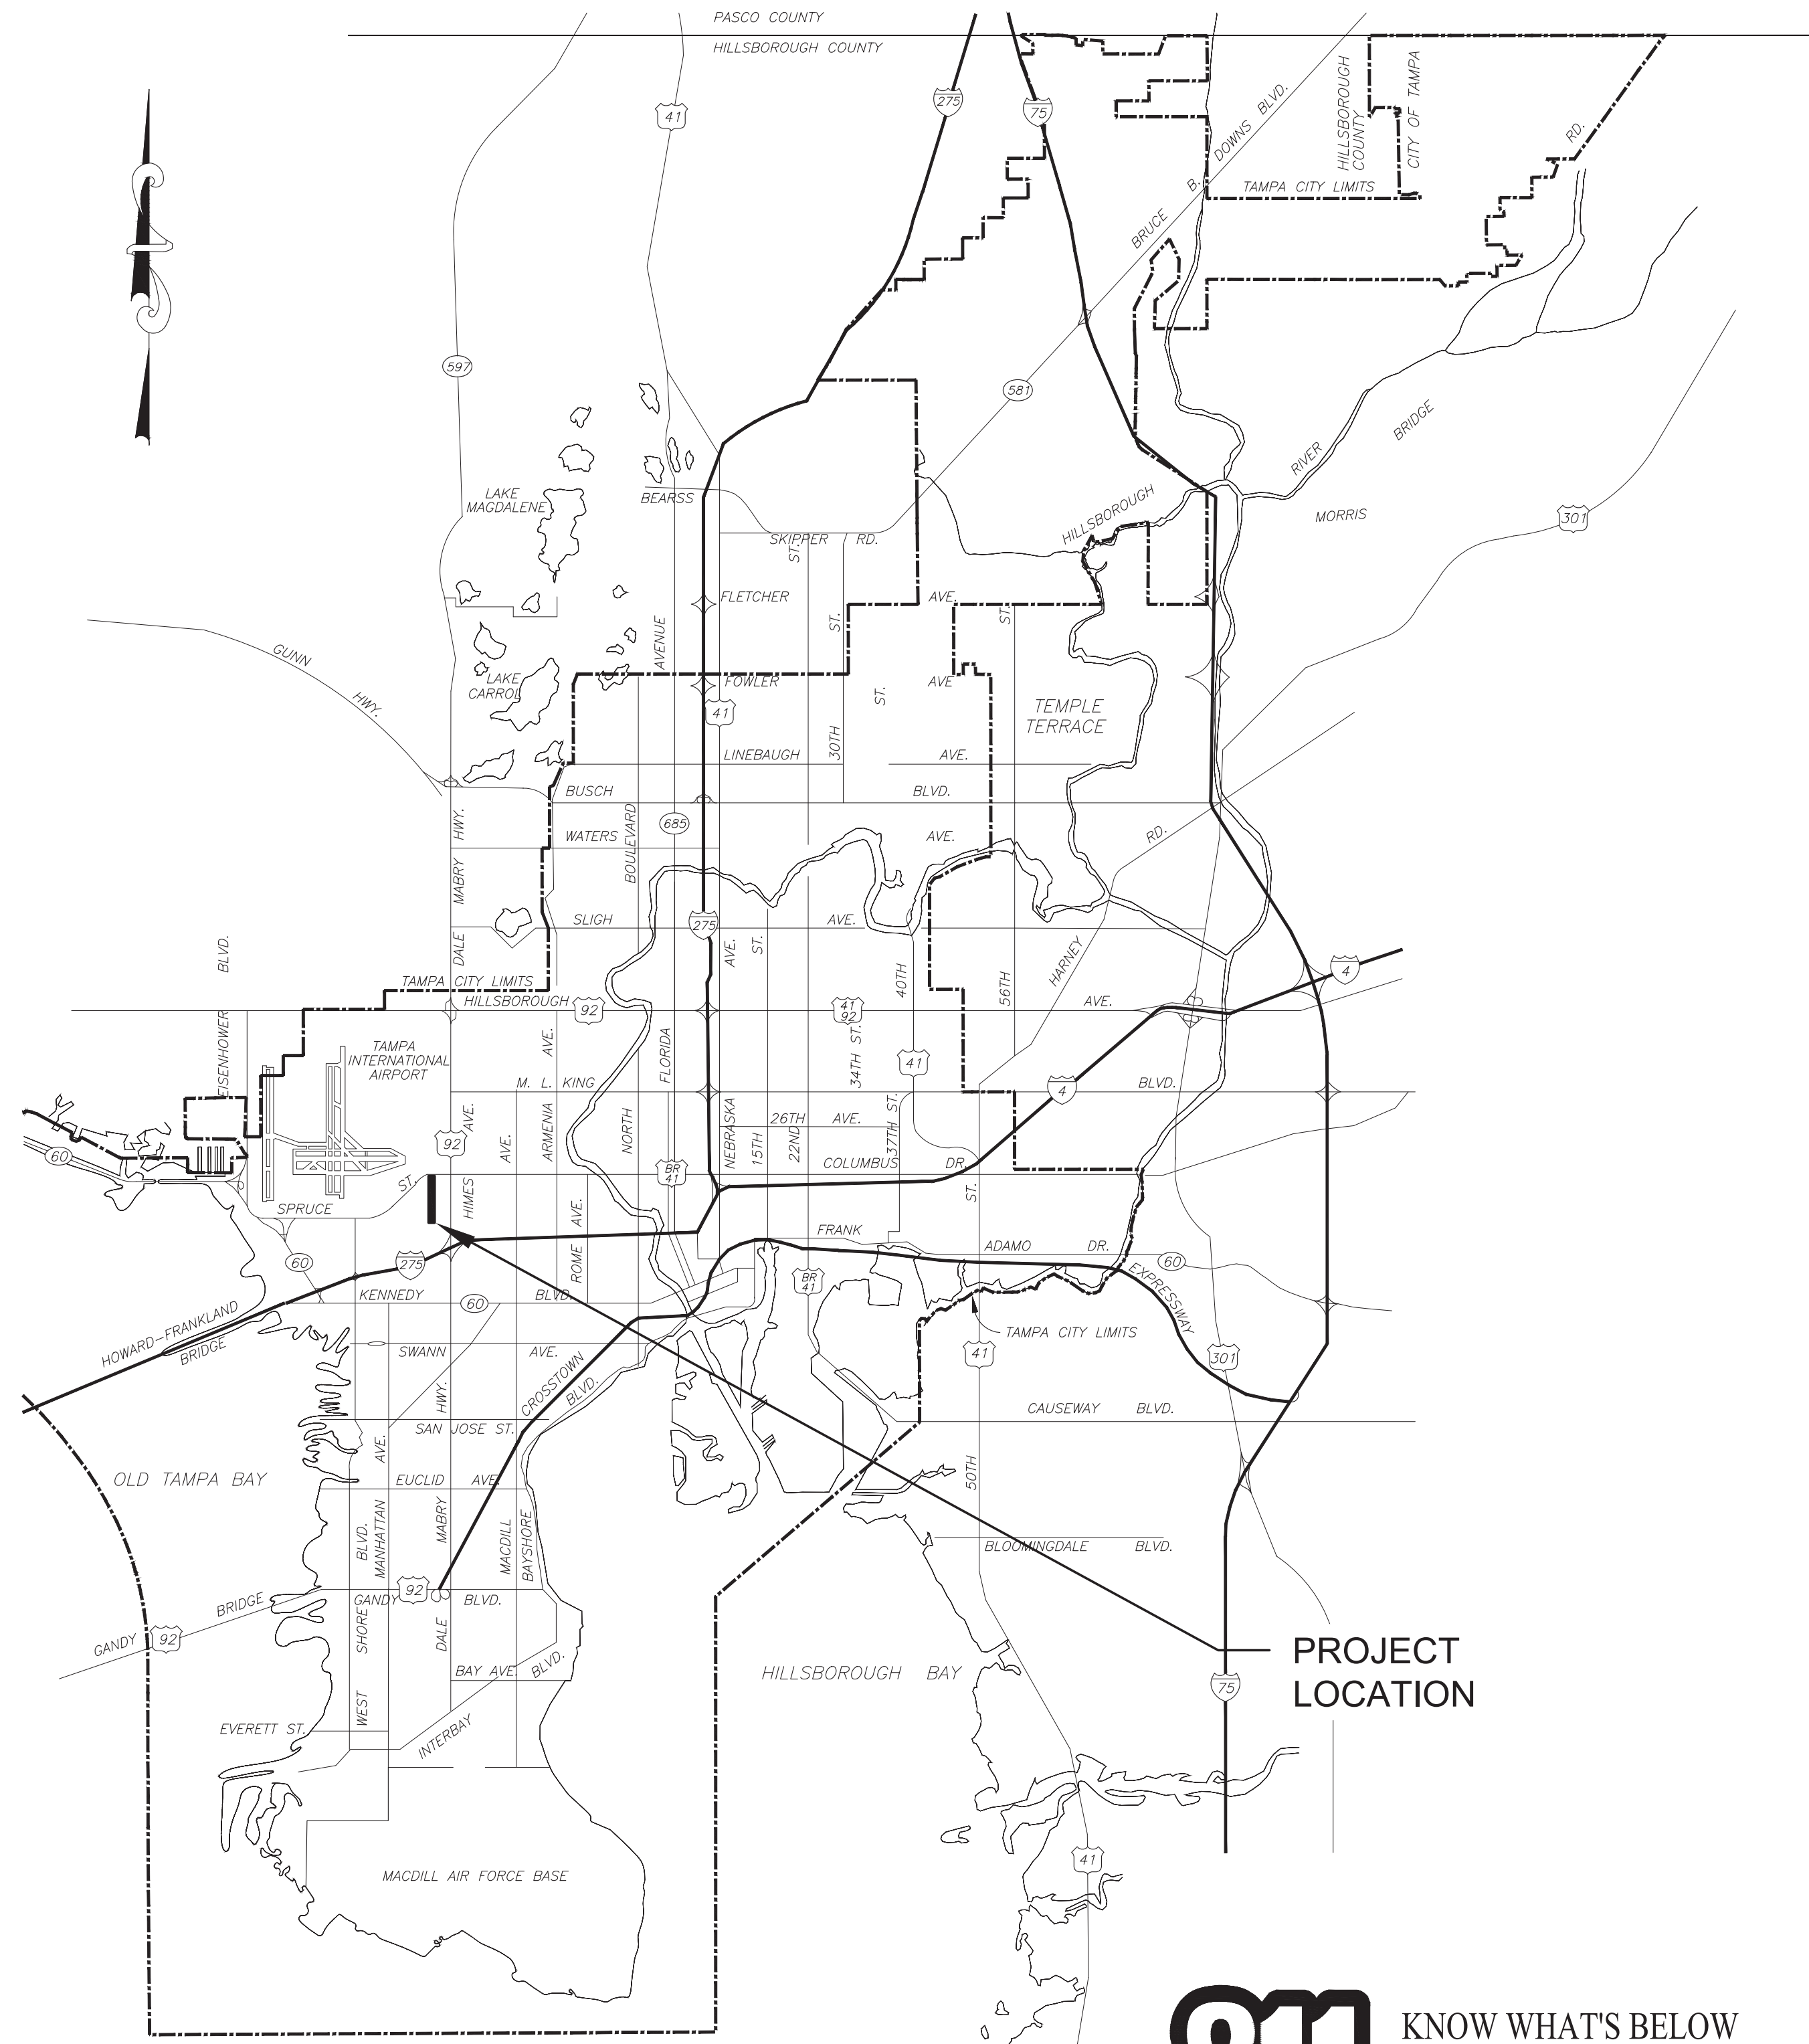 PASCO COUNTY
HILLSBOROUGH COUNTY
41
275
75
HILLSBOROUGH
COUNTY
CITY OF TAMPA
RD.
BRUCE B. DOWNS BLVD.
TAMPA CITY LIMITS
597
581
HILLSBOROUGH RIVER
BRIDGE
MORRIS
301
LAKE
MAGDALENE
BEARSS
SKIPPER RD.
ST.
FLETCHER AVE.
ST.
ST.
AVENUE
GUNN HWY.
LAKE
CARROL
FOWLER AVE
41
ST.
30TH
TEMPLE
TERRACE
LINEBAUGH AVE.
BUSCH BLVD.
685
WATERS AVE.
BOULEVARD
HARNEY RD.
DALE MABRY HWY.
SLIGH AVE.
275
AVE.
ST.
BLVD.
EISENHOWER
TAMPA CITY LIMITS
HILLSBOROUGH AVE.
92
41
92
40TH
56TH
4
TAMPA
INTERNATIONAL
AIRPORT
AVE.
FLORIDA
34TH ST.
41
M. L. KING BLVD.
4
AVE.
92
AVE.
ARMENIA
NORTH
NEBRASKA
15TH
22ND
26TH AVE.
37TH ST.
60
BR
41
COLUMBUS DR.
ST.
SPRUCE ST.
HIMES
ROME AVE.
FRANK ADAMO DR.
60
60
275
BR
41
EXPRESSWAY
KENNEDY BLVD.
60
HOWARD-FRANKLAND
BRIDGE
TAMPA CITY LIMITS
SWANN AVE.
41
301
CROSSTOWN
BLVD.
HWY.
SAN JOSE ST.
CAUSEWAY BLVD.
AVE.
OLD TAMPA BAY
EUCLID AVE.
50TH
BLVD.
MANHATTAN
MABRY
MACDILL
BAYSHORE
BLOOMINGDALE BLVD.
92
GANDY BLVD.
GANDY BRIDGE
92
SHORE
DALE
PROJECT
LOCATION
BAY AVE.
BLVD.
HILLSBOROUGH BAY
75
WEST
EVERETT ST.
INTERBAY
MACDILL AIR FORCE BASE
41
811
KNOW WHAT'S BELOW